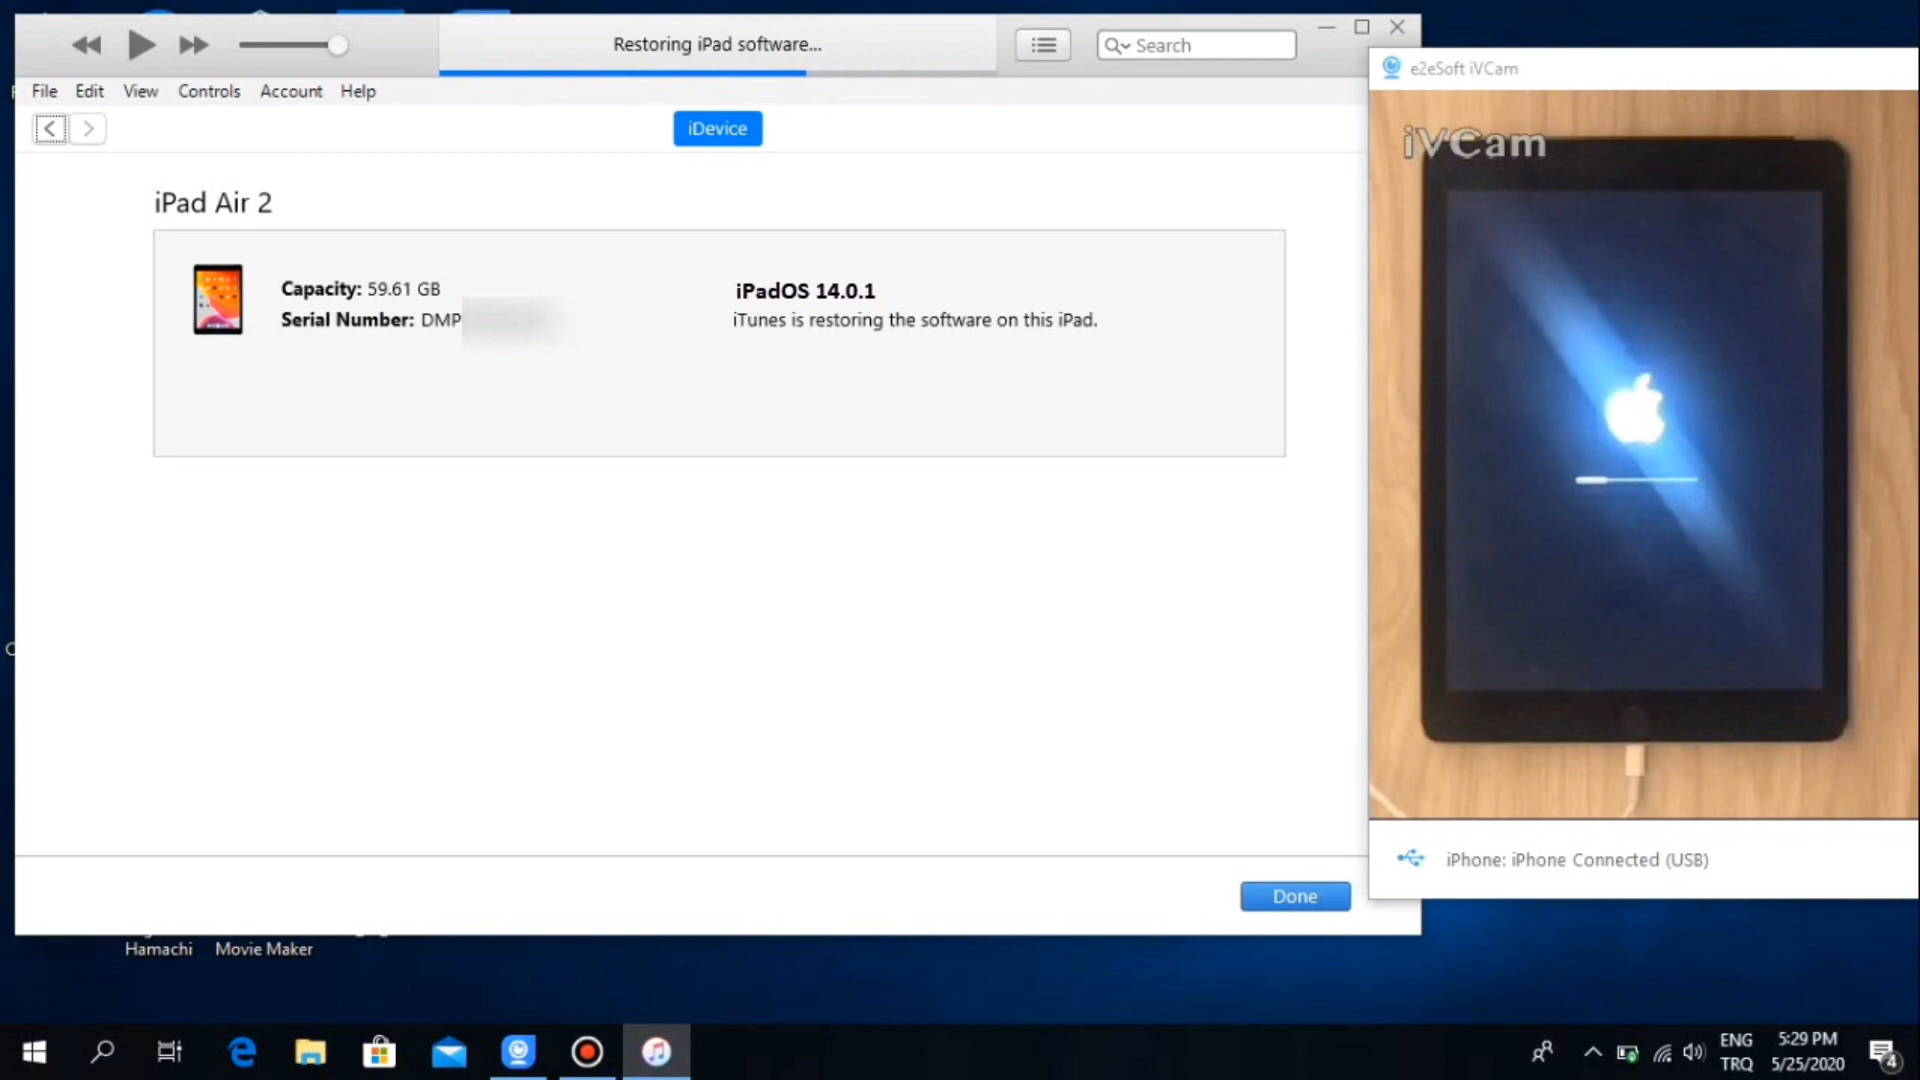 Restoring iPad software...
Search
File Edit View Controls Account Help
iDevice
iPad Air 2
Capacity: 59.61 GB
Serial Number: DMP
iPadOS 14.0.1
iTunes is restoring the software on this iPad.
Done
e2eSoft iVCam
iVCam
iPhone: iPhone Connected (USB)
Hamachi Movie Maker
ENG
TRQ
5:29 PM
5/25/2020
4